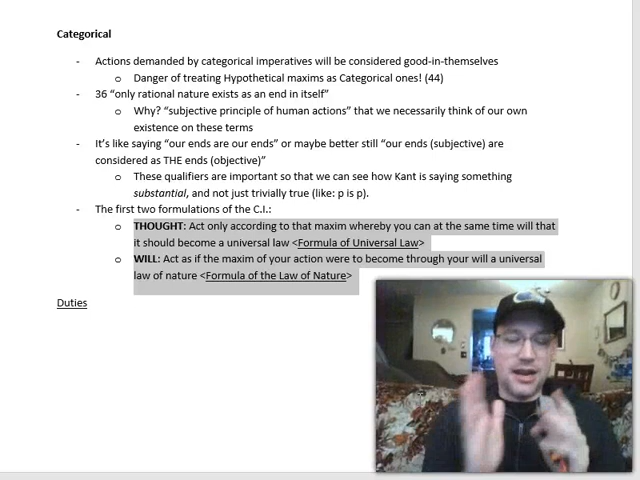 Categorical
- Actions demanded by categorical imperatives will be considered good-in-themselves
o Danger of treating Hypothetical maxims as Categorical ones! (44)
- 36 “only rational nature exists as an end in itself”
o Why? “subjective principle of human actions” that we necessarily think of our own
existence on these terms
- It’s like saying “our ends are our ends” or maybe better still “our ends (subjective) are
considered as THE ends (objective)”
o These qualifiers are important so that we can see how Kant is saying something
substantial, and not just trivially true (like: p is p).
- The first two formulations of the C.I.:
o THOUGHT: Act only according to that maxim whereby you can at the same time will that
it should become a universal law <Formula of Universal Law>
o WILL: Act as if the maxim of your action were to become through your will a universal
law of nature <Formula of the Law of Nature>
Duties